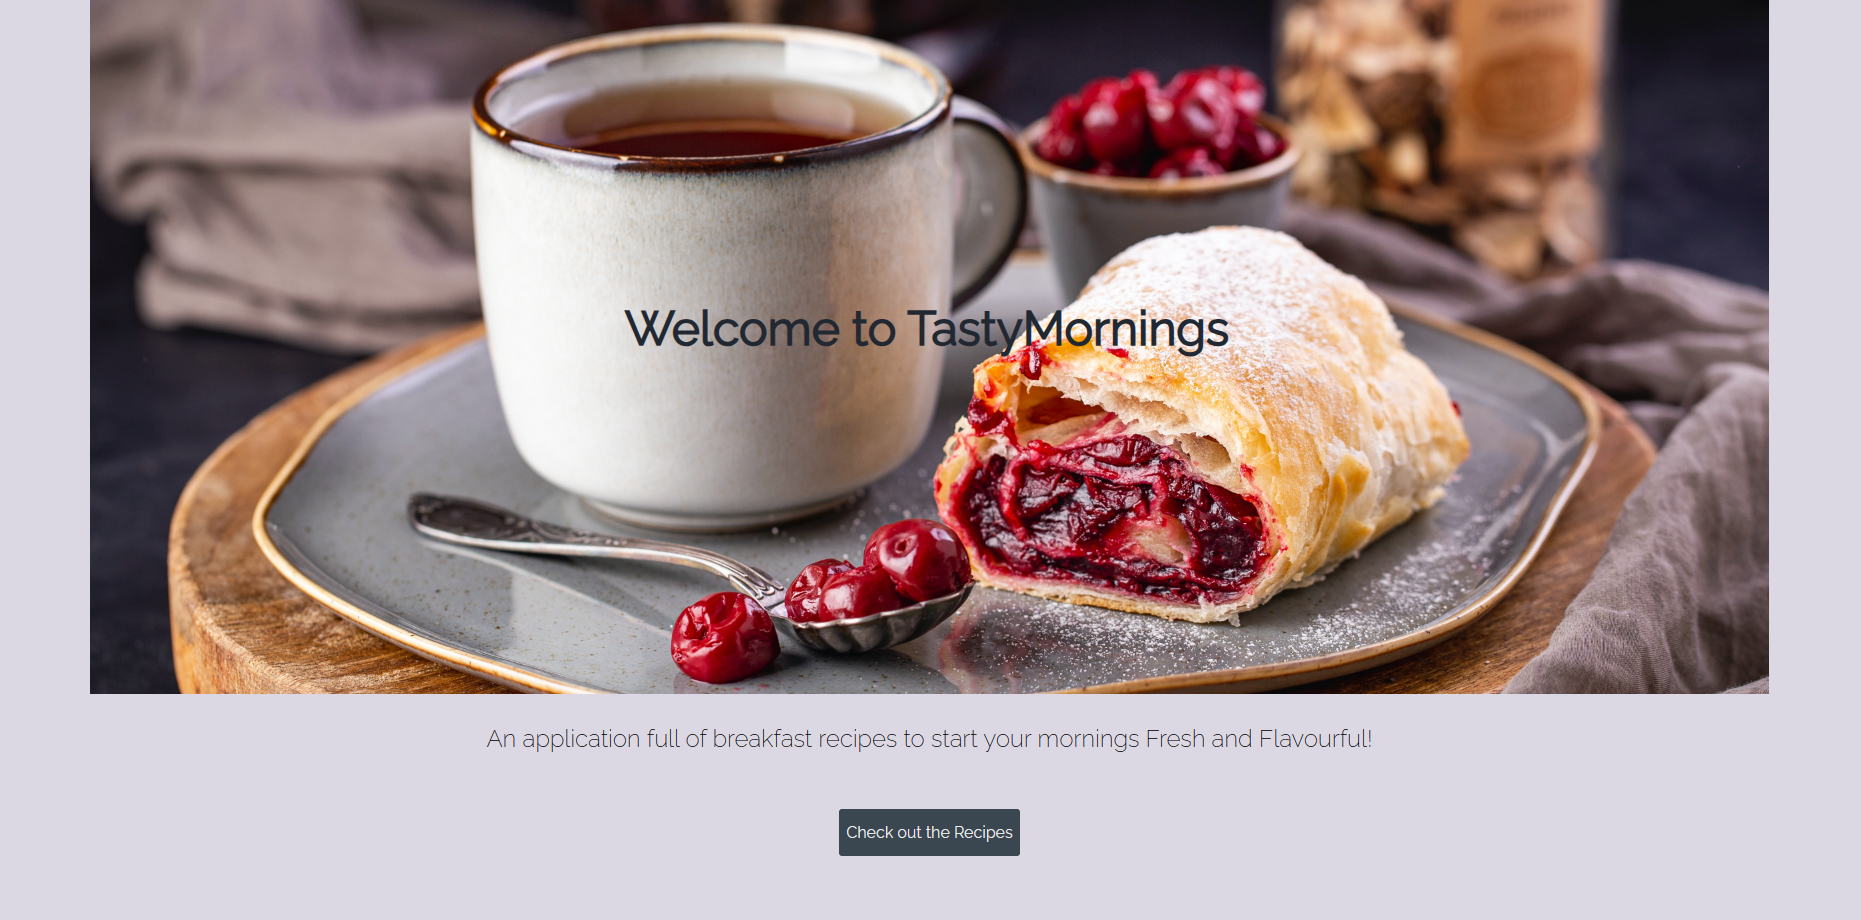 Welcome to TastyMornings
An application full of breakfast recipes to start your mornings Fresh and Flavourful!
Check out the Recipes